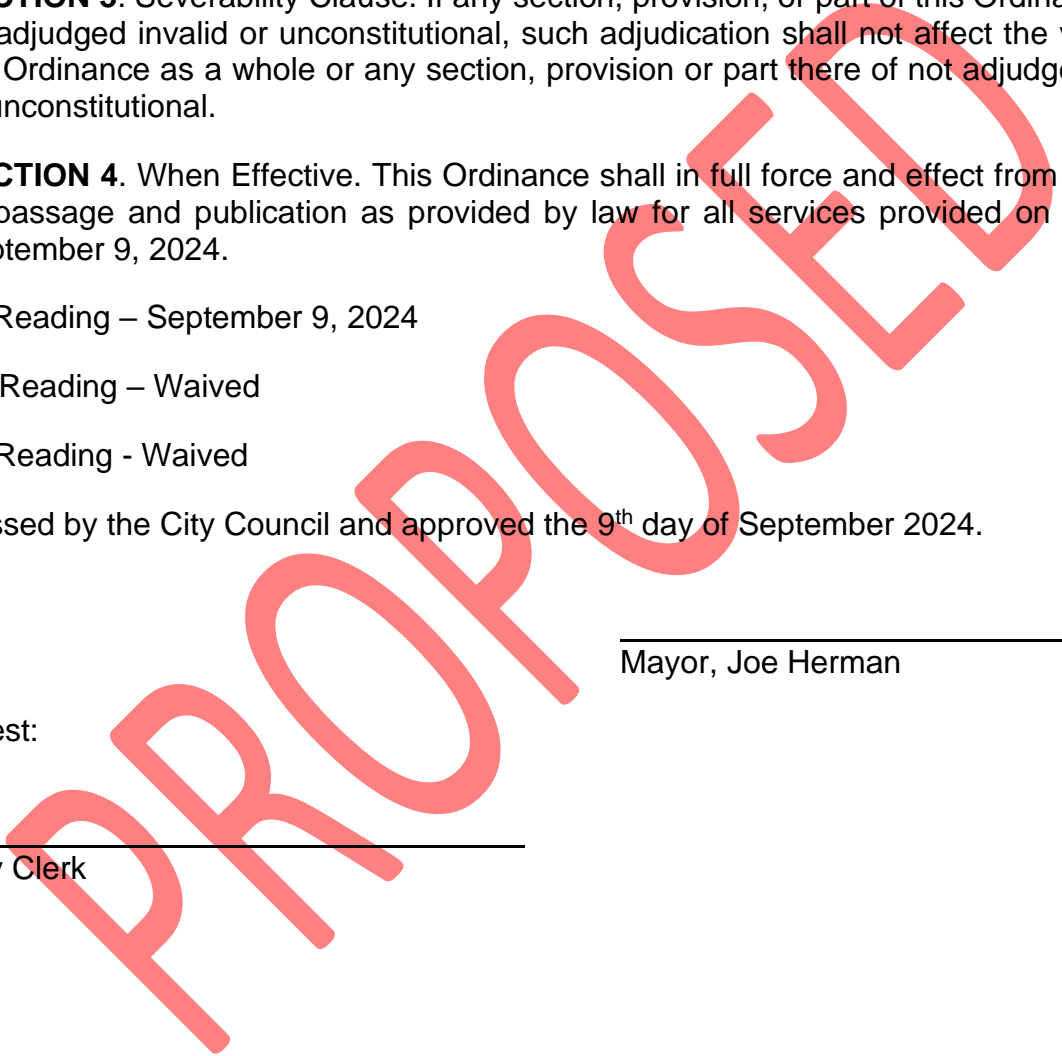 CTION 3. Severability Clause. If any section, provision, or part of this Ordina
adjudged invalid or unconstitutional, such adjudication shall not affect the v
Ordinance as a whole or any section, provision or part there of not adjudge
unconstitutional.
CTION 4. When Effective. This Ordinance shall in full force and effect from
passage and publication as provided by law for all services provided on
ptember 9, 2024.
Reading – September 9, 2024
Reading – Waived
Reading - Waived
ssed by the City Council and approved the 9th day of September 2024.
Mayor, Joe Herman
est:
y Clerk
PROPOSED